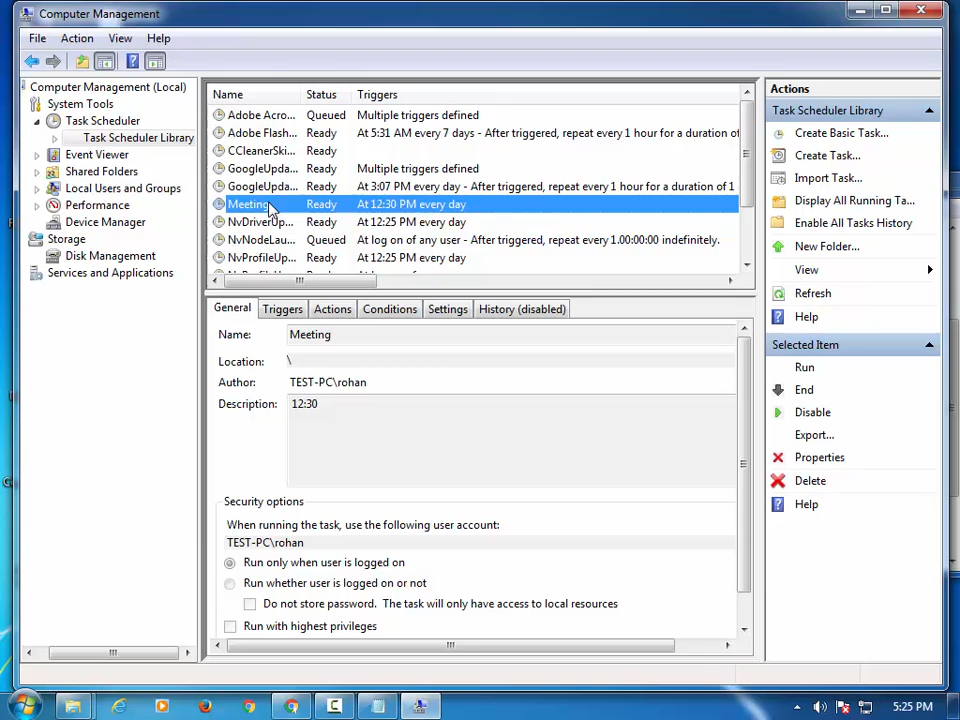 Computer Management
File Action View Help
Computer Management (Local)
System Tools
Task Scheduler
Task Scheduler Library
Event Viewer
Shared Folders
Local Users and Groups
Performance
Device Manager
Storage
Disk Management
Services and Applications
Name Status Triggers
Adobe Acro... Queued Multiple triggers defined
Adobe Flash... Ready At 5:31 AM every 7 days - After triggered, repeat every 1 hour for a duration of
CCleanerSki... Ready
GoogleUpda... Ready Multiple triggers defined
GoogleUpda... Ready At 3:07 PM every day - After triggered, repeat every 1 hour for a duration of 1
Meeting Ready At 12:30 PM every day
NvDriverUp... Ready At 12:25 PM every day
NvNodeLau... Queued At log on of any user - After triggered, repeat every 1.00:00:00 indefinitely.
NvProfileUp... Ready At 12:25 PM every day
General Triggers Actions Conditions Settings History (disabled)
Name: Meeting
Location: \
Author: TEST-PC\rohan
Description: 12:30
Security options
When running the task, use the following user account:
TEST-PC\rohan
Run only when user is logged on
Run whether user is logged on or not
Do not store password. The task will only have access to local resources
Run with highest privileges
Actions
Task Scheduler Library
Create Basic Task...
Create Task...
Import Task...
Display All Running Ta...
Enable All Tasks History
New Folder...
View
Refresh
Help
Selected Item
Run
End
Disable
Export...
Properties
Delete
Help
5:25 PM